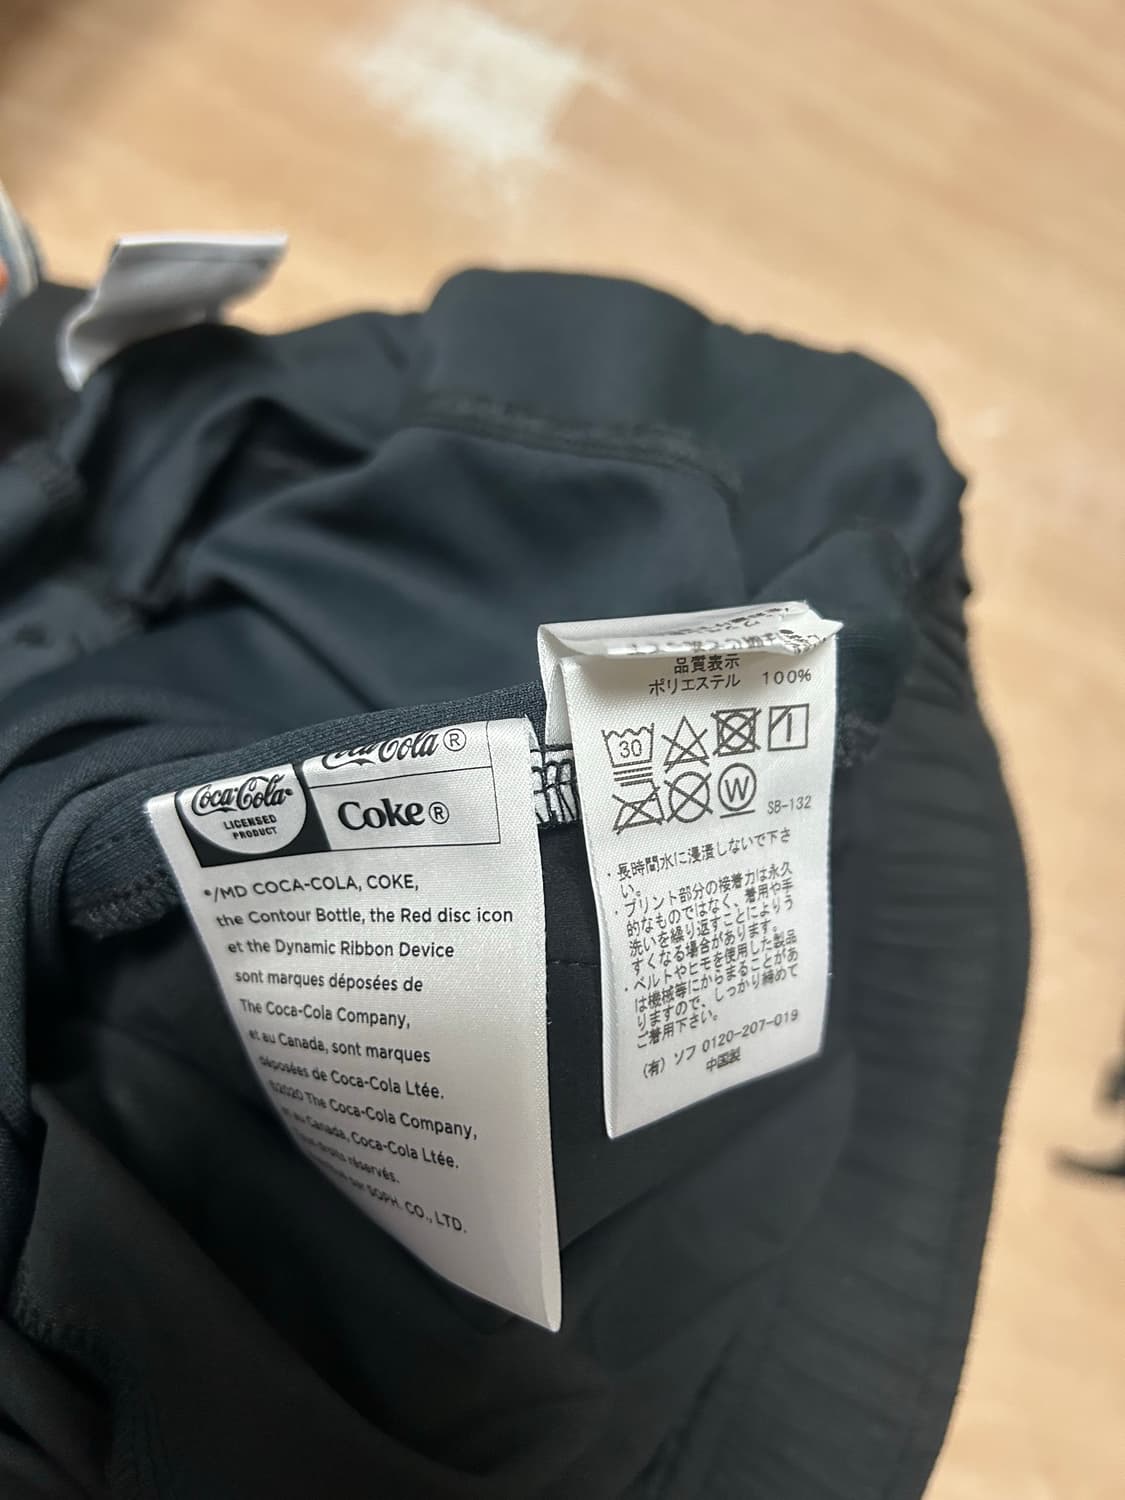 Coca-Cola®
Coca-Cola
LICENSED
PRODUCT
Coke®
®/MD COCA-COLA, COKE,
the Contour Bottle, the Red disc icon
et the Dynamic Ribbon Device
sont marques déposées de
The Coca-Cola Company,
et au Canada, sont marques
déposées de Coca-Cola Ltée.
©2020 The Coca-Cola Company,
et au Canada, Coca-Cola Ltée.
droits réservés.
par SOPH. CO., LTD.
品質表示
ポリエステル 100%
30
W
SB-132
・長時間水に浸漬しないで下さ
い。
・プリント部分の接着力は永久
的なものではなく、着用や手
洗いを繰り返すことによりう
すくなる場合があります。
・ベルトやヒモを使用した製品
は機械等にからまることがあ
りますので、しっかり締めて
ご着用下さい。
(有) ソフ 0120-207-019
中国製